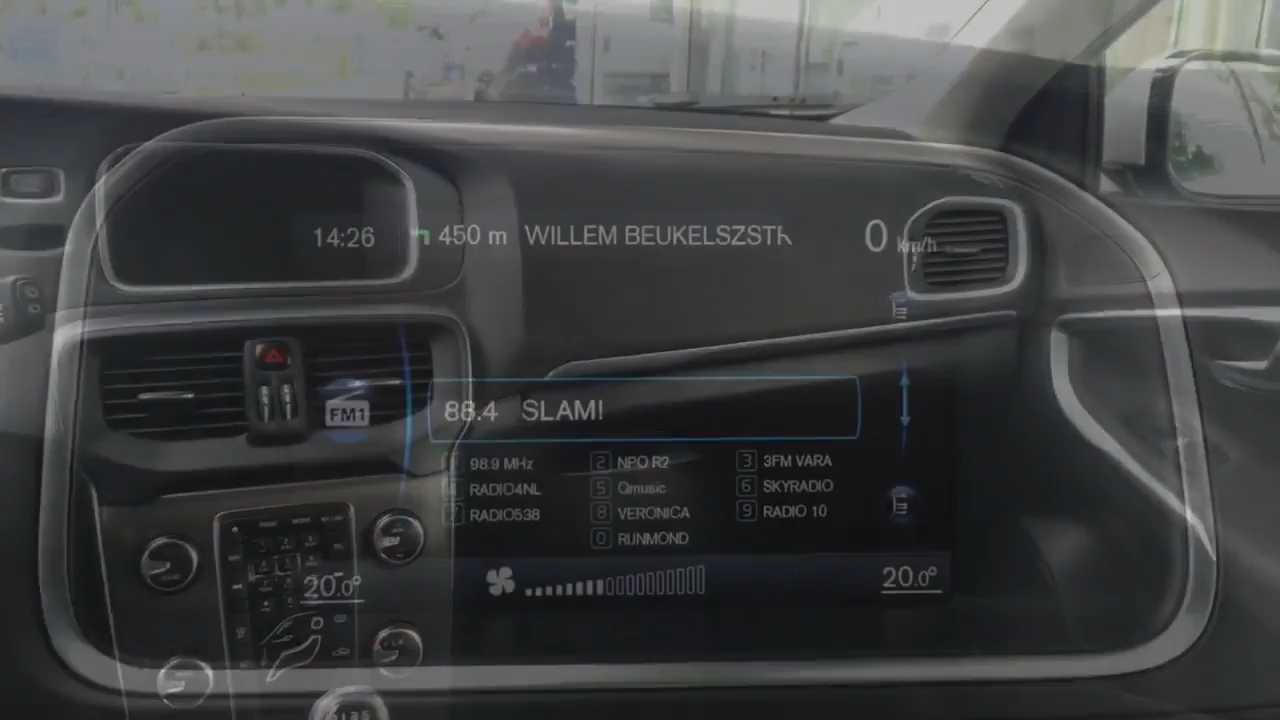 14:26 450 m WILLEM BEUKELSZSTR 0 km/h
FM1 88.4 SLAM!
1 98.9 MHz 2 NPO R2 3 3FM VARA
RADIO4NL 5 Qmusic 6 SKYRADIO
7 RADIO538 8 VERONICA 9 RADIO 10
0 RIJNMOND
20.0° 20.0°